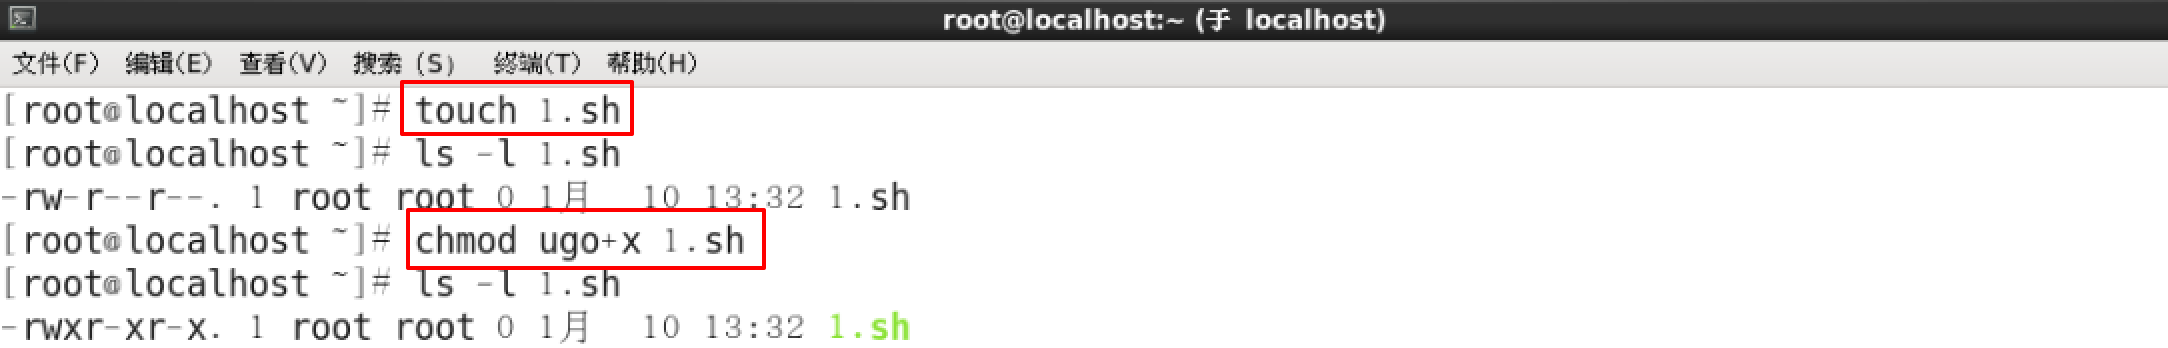 root@localhost:~ (于 localhost)
文件(F) 编辑(E) 查看(V) 搜索 (S) 终端(T) 帮助(H)
[root@localhost ~]# touch 1.sh
[root@localhost ~]# ls -l 1.sh
-rw-r--r--. 1 root root 0 1月  10 13:32 1.sh
[root@localhost ~]# chmod ugo+x 1.sh
[root@localhost ~]# ls -l 1.sh
-rwxr-xr-x. 1 root root 0 1月  10 13:32 1.sh